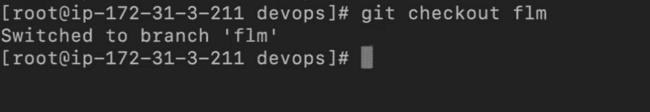 [root@ip-172-31-3-211 devops]# git checkout flm
Switched to branch 'flm'
[root@ip-172-31-3-211 devops]#